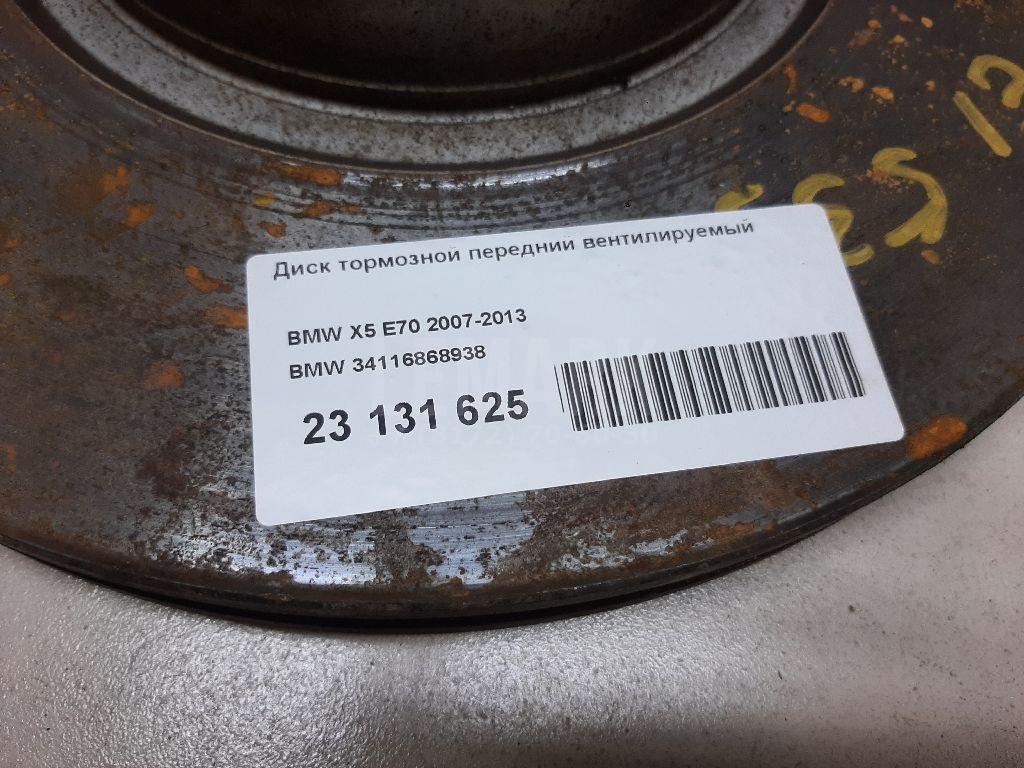 Диск тормозной передний вентилируемый
BMW X5 E70 2007-2013
BMW 34116868938
23 131 625